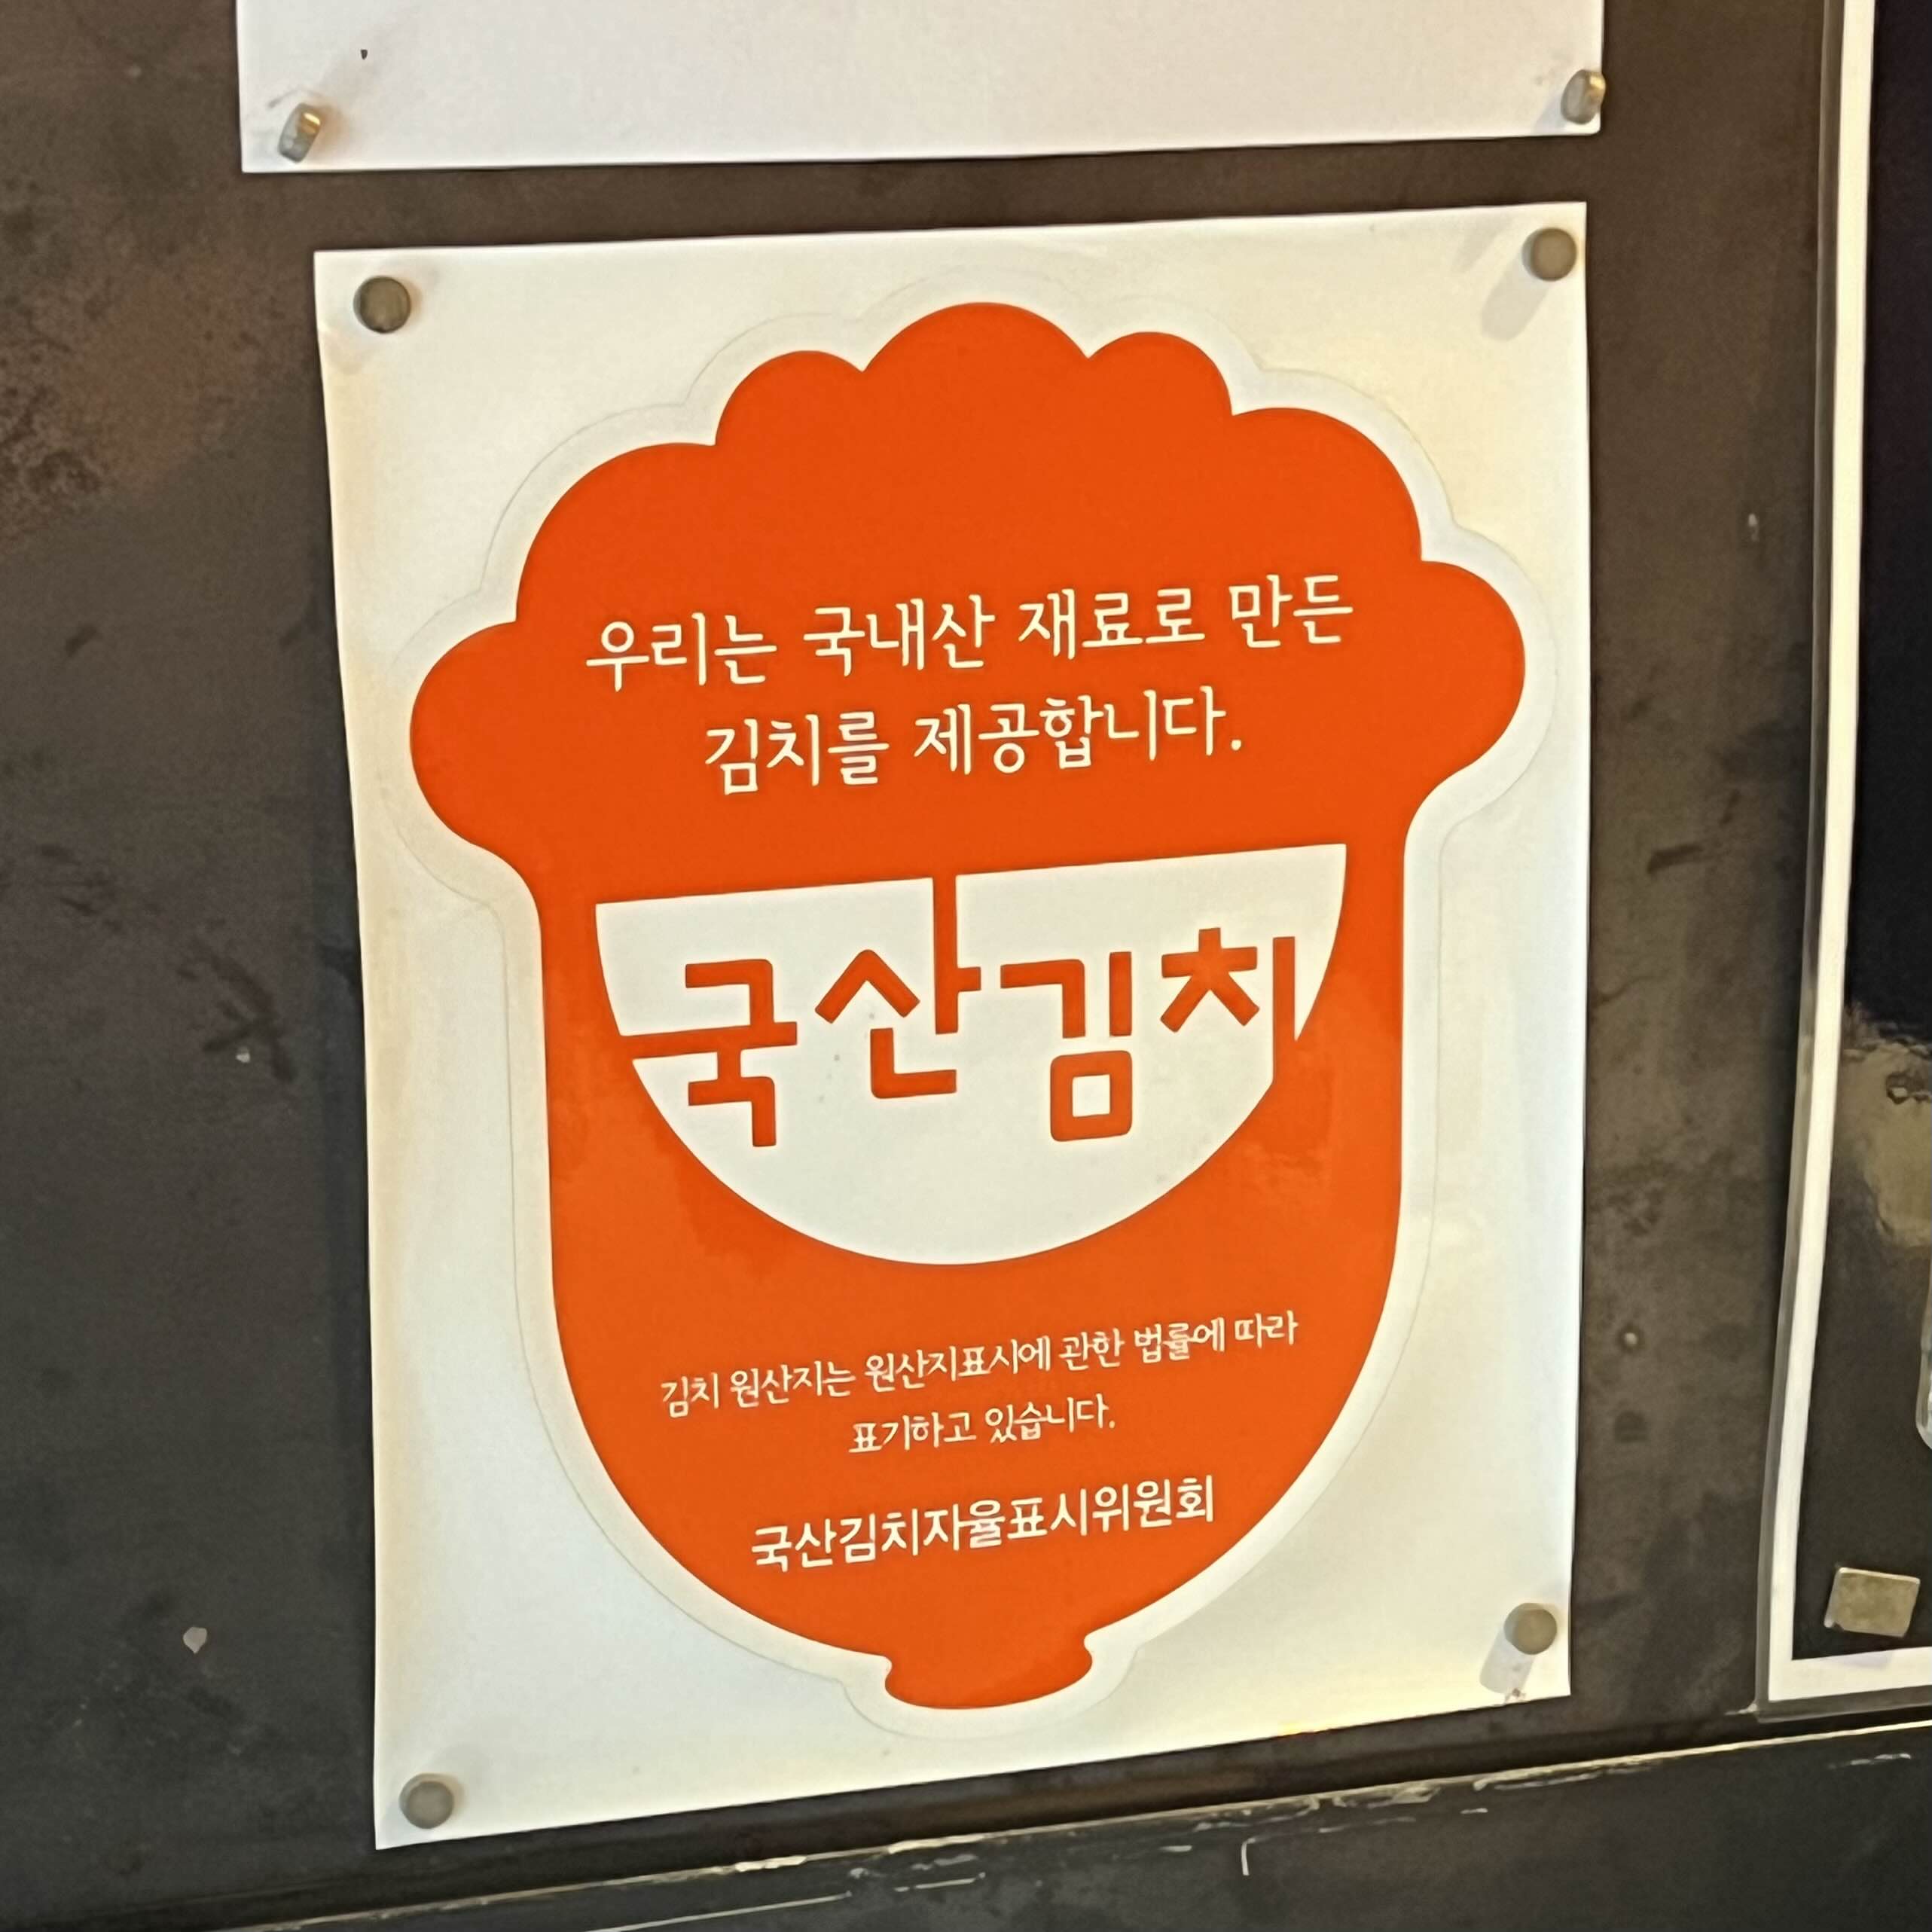 우리는 국내산 재료로 만든
김치를 제공합니다.
국산김치
김치 원산지는 원산지표시에 관한 법률에 따라
표기하고 있습니다.
국산김치자율표시위원회